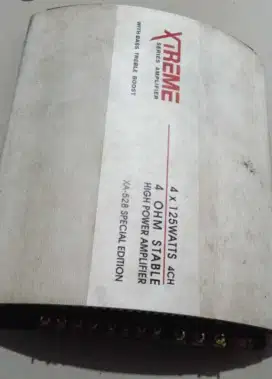 XTREME
SERIES AMPLIFIER
WITH BASS TREBLE BOOST
4 x 125WATTS 4CH
4 OHM STABLE
HIGH POWER AMPLIFIER
XA-528 SPECIAL EDITION